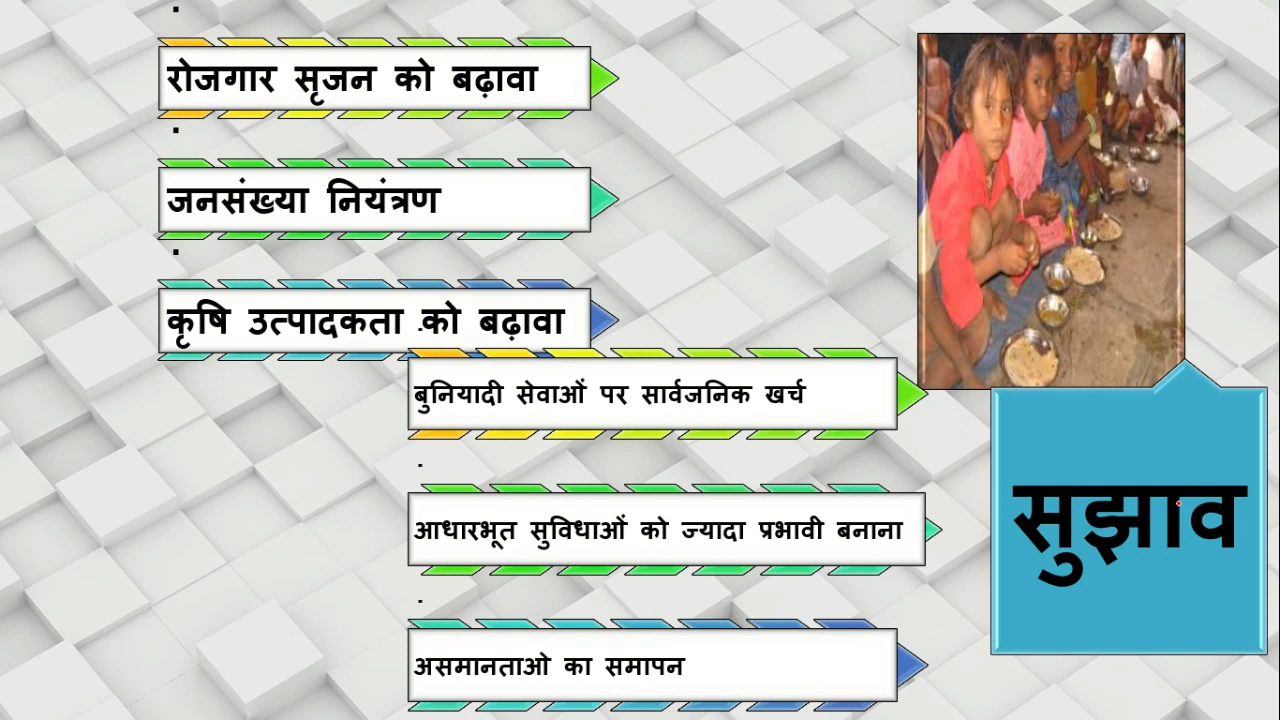 रोजगार सृजन को बढ़ावा
जनसंख्या नियंत्रण
कृषि उत्पादकता को बढ़ावा
बुनियादी सेवाओं पर सार्वजनिक खर्च
आधारभूत सुविधाओं को ज्यादा प्रभावी बनाना
असमानताओ का समापन
सुझाव